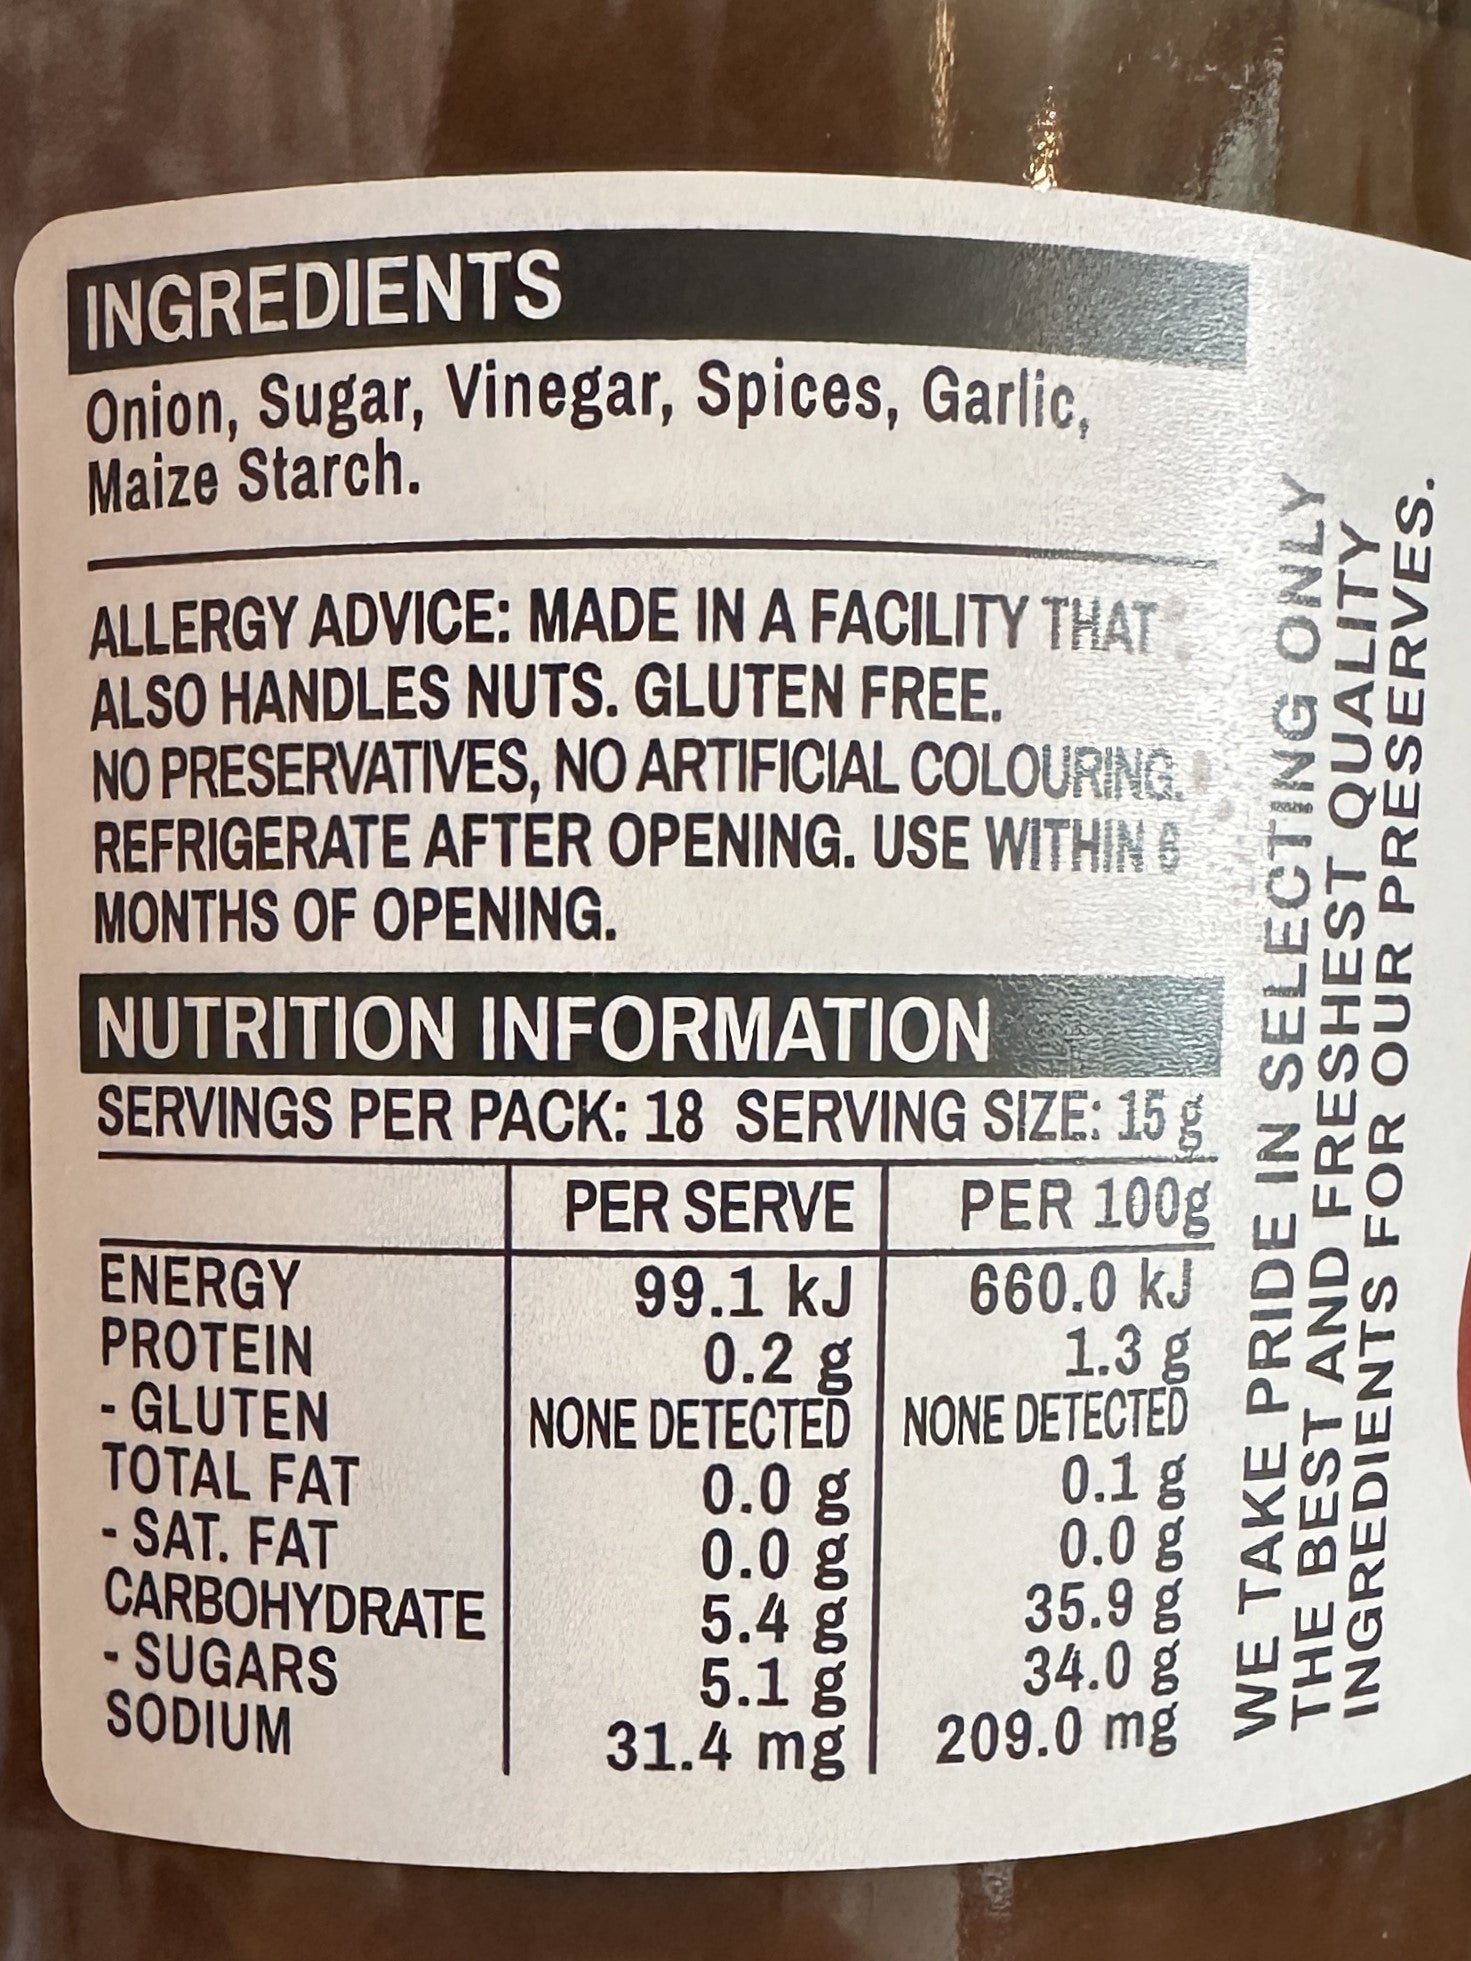 INGREDIENTS
Onion, Sugar, Vinegar, Spices, Garlic,
Maize Starch.
ALLERGY ADVICE: MADE IN A FACILITY THAT
ALSO HANDLES NUTS. GLUTEN FREE.
NO PRESERVATIVES, NO ARTIFICIAL COLOURING.
REFRIGERATE AFTER OPENING. USE WITHIN
MONTHS OF OPENING.
NUTRITION INFORMATION
SERVINGS PER PACK: 18 SERVING SIZE: 15 g
PER SERVE PER 100g
ENERGY 99.1 kJ 660.0 kJ
PROTEIN 0.2 g 1.3 g
- GLUTEN NONE DETECTED NONE DETECTED
TOTAL FAT 0.0 g 0.1 g
- SAT. FAT 0.0 g 0.0 g
CARBOHYDRATE 5.4 g 35.9 g
- SUGARS 5.1 g 34.0 g
SODIUM 31.4 mg 209.0 mg
WE TAKE PRIDE IN SELECTING ONLY
THE BEST AND FRESHEST QUALITY
INGREDIENTS FOR OUR PRESERVES.